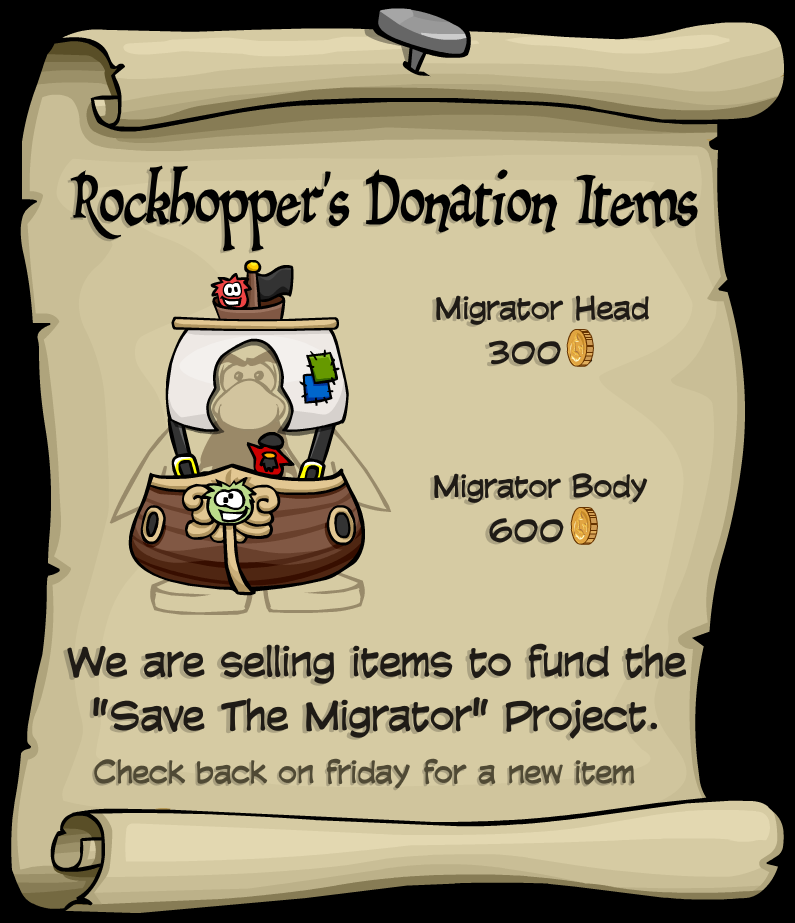 Rockhopper's Donation Items
Migrator Head
300
Migrator Body
600
We are selling items to fund the
"Save The Migrator" Project.
Check back on friday for a new item